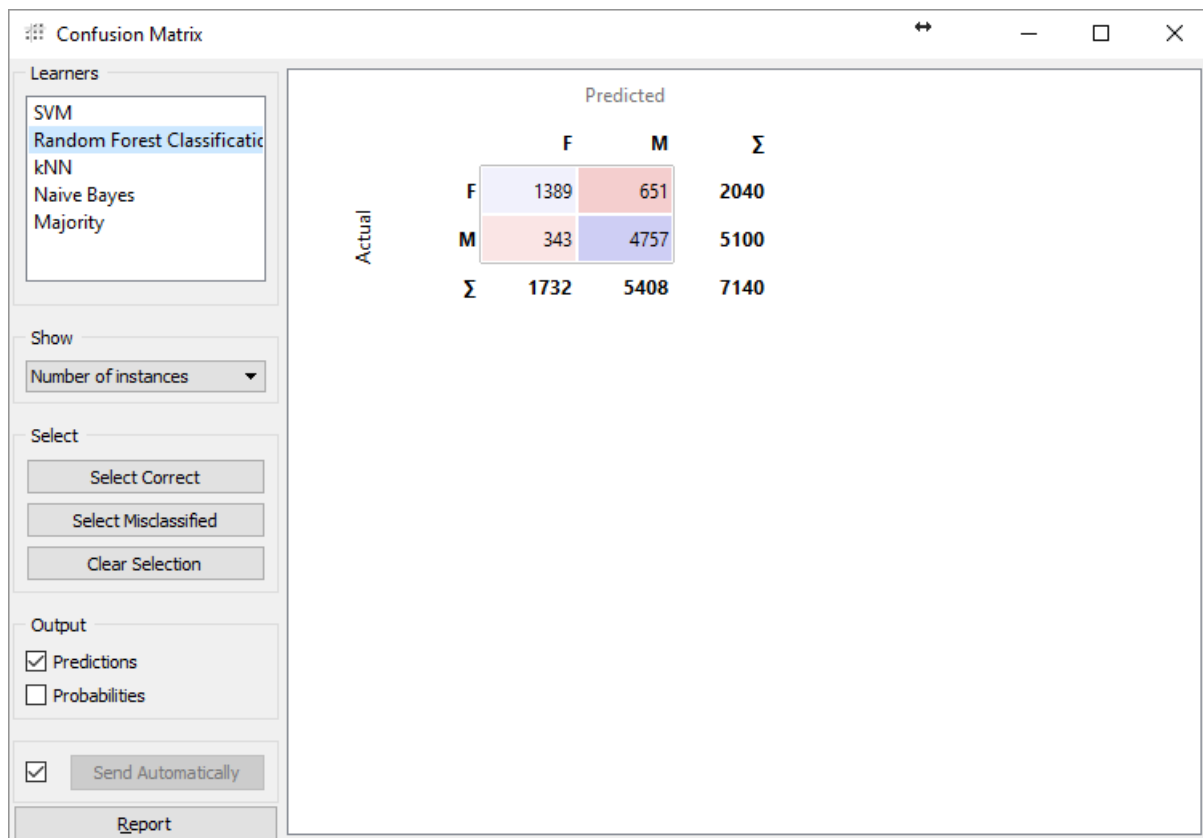 Confusion Matrix
Learners
SVM
Random Forest Classificatic
kNN
Naive Bayes
Majority
Show
Number of instances
Select
Select Correct
Select Misclassified
Clear Selection
Output
Predictions
Probabilities
Send Automatically
Report
Predicted
F M Σ
Actual
F 1389 651 2040
M 343 4757 5100
Σ 1732 5408 7140